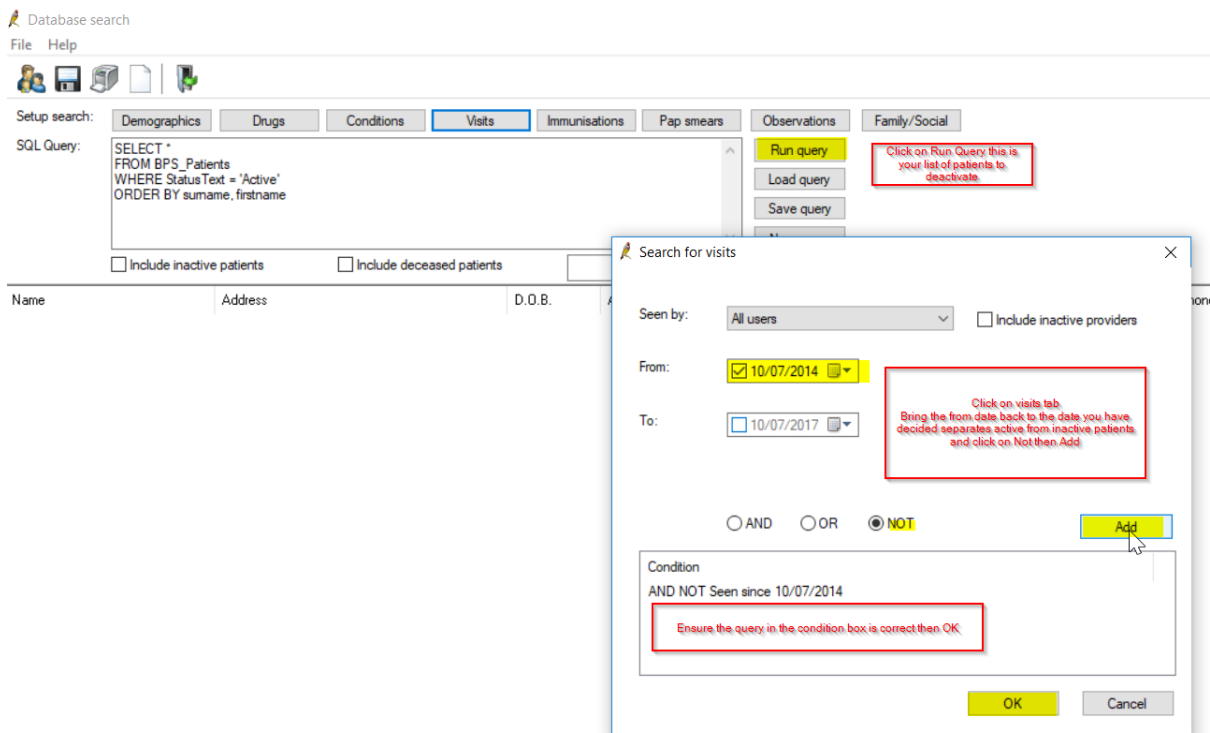 Database search
File Help
Setup search: Demographics Drugs Conditions Visits Immunisations Pap smears Observations Family/Social
SQL Query:
SELECT *
FROM BPS_Patients
WHERE StatusText = 'Active'
ORDER BY surname, firstname
Run query
Load query
Save query
Click on Run Query this is
your list of patients to
deactivate
Include inactive patients Include deceased patients
Name Address D.O.B.
Search for visits
Seen by: All users Include inactive providers
From: 10/07/2014
To: 10/07/2017
Click on visits tab
Bring the from date back to the date you have
decided separates active from inactive patients
and click on Not then Add
AND OR NOT Add
Condition
AND NOT Seen since 10/07/2014
Ensure the query in the condition box is correct then OK
OK Cancel